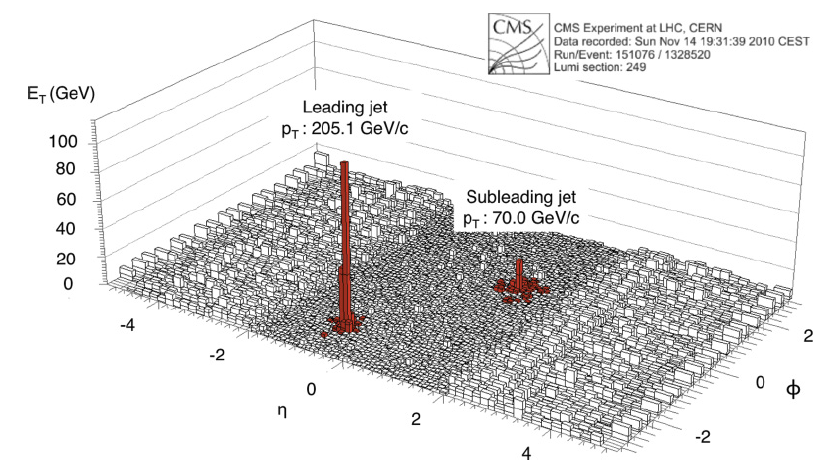 CMS
CMS Experiment at LHC, CERN
Data recorded: Sun Nov 14 19:31:39 2010 CEST
Run/Event: 151076 / 1328520
Lumi section: 249
E_T (GeV)
Leading jet
p_T : 205.1 GeV/c
Subleading jet
p_T : 70.0 GeV/c
100
80
60
40
20
0
-4
-2
0
2
4
η
2
0
-2
ϕ